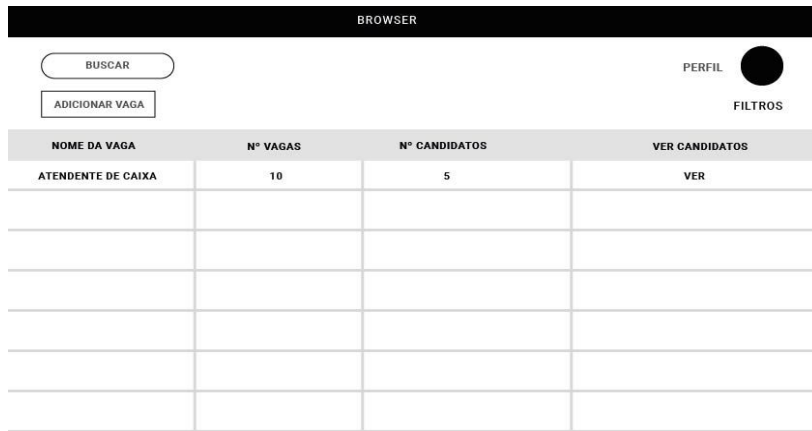 BROWSER
BUSCAR
PERFIL
ADICIONAR VAGA
FILTROS
NOME DA VAGA Nº VAGAS Nº CANDIDATOS VER CANDIDATOS
ATENDENTE DE CAIXA 10 5 VER